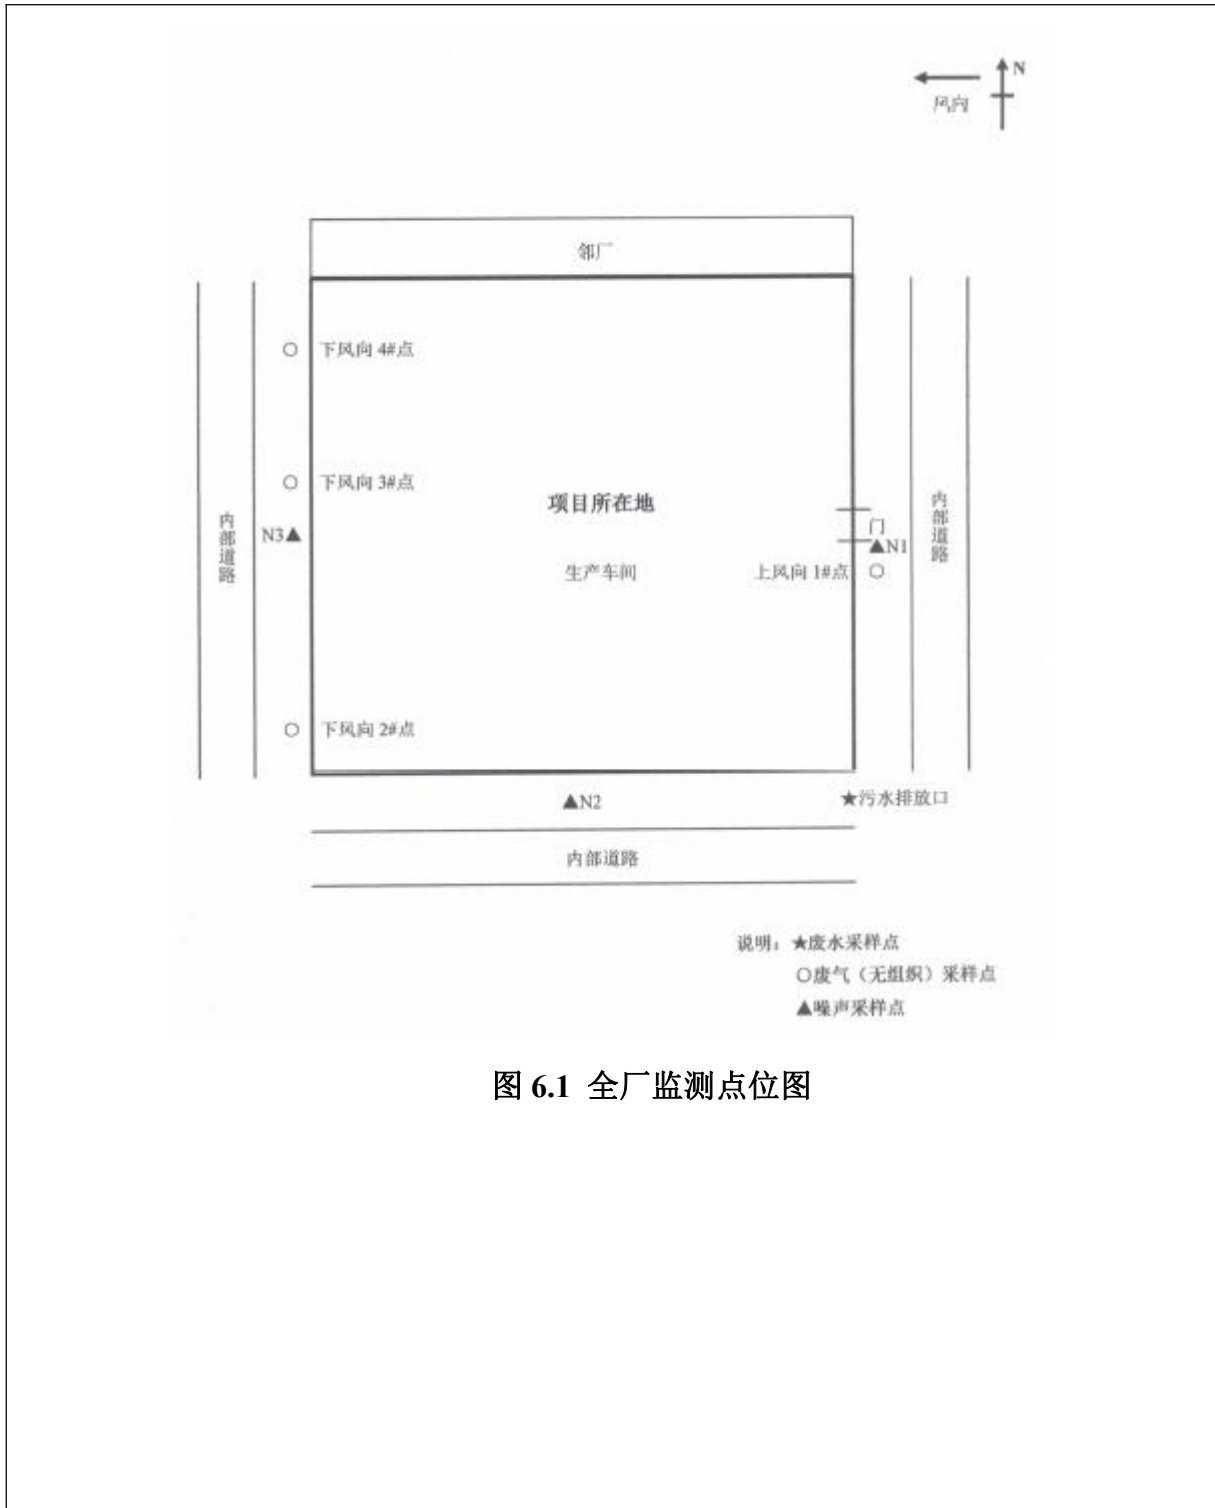 N
风向
邻厂
○ 下风向 4#点
○ 下风向 3#点
项目所在地
内部道路
N3▲
门
▲N1
内部道路
生产车间
上风向 1#点 ○
○ 下风向 2#点
▲N2
★污水排放口
内部道路
说明：★废水采样点
○废气（无组织）采样点
▲噪声采样点
图 6.1 全厂监测点位图